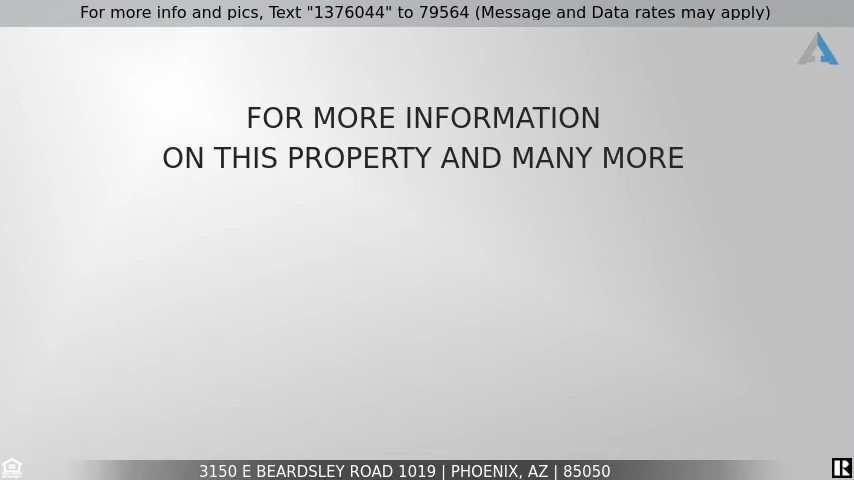 For more info and pics, Text "1376044" to 79564 (Message and Data rates may apply)
FOR MORE INFORMATION
ON THIS PROPERTY AND MANY MORE
3150 E BEARDSLEY ROAD 1019 | PHOENIX, AZ | 85050